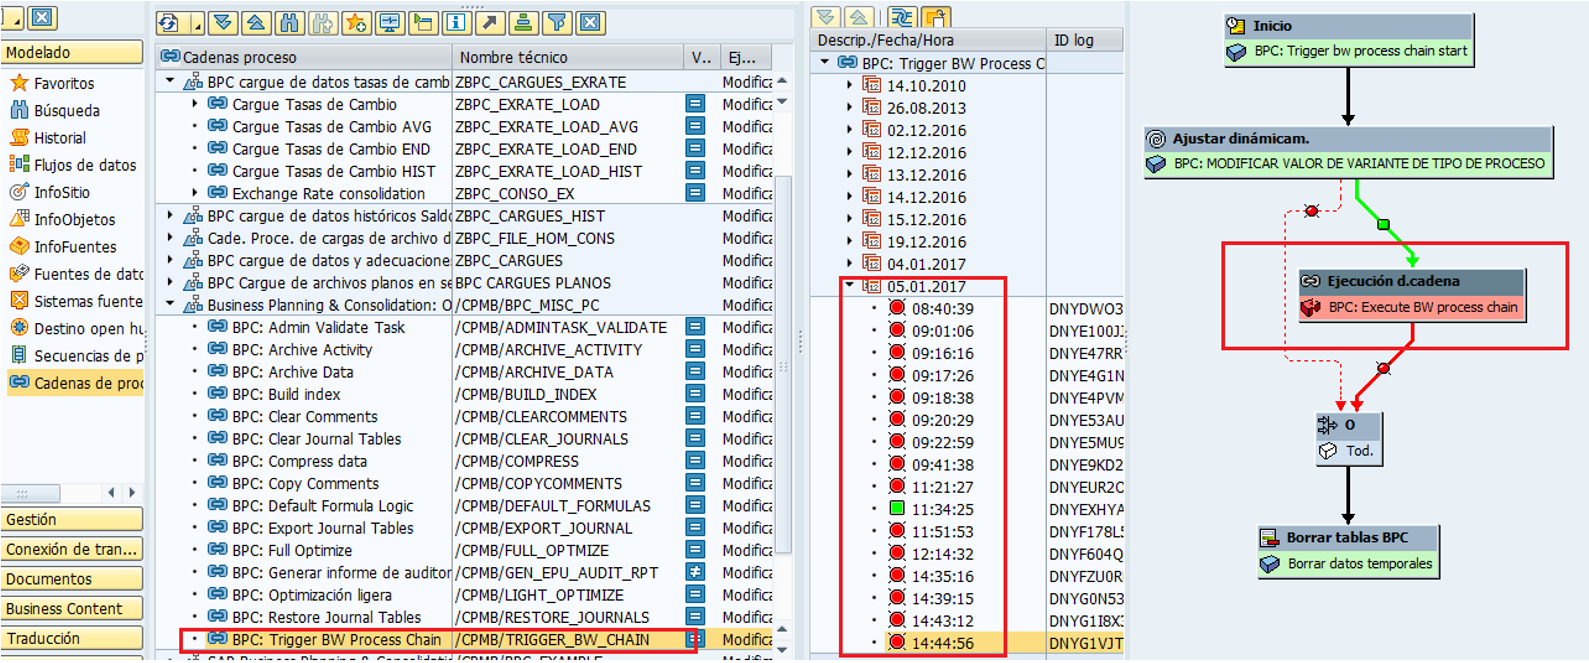 Modelado
Favoritos
Búsqueda
Historial
Flujos de datos
InfoSitio
InfoObjetos
InfoFuentes
Fuentes de datc
Sistemas fuente
Destino open hu
Secuencias de p
Cadenas de proc
Gestión
Conexión de tran...
Documentos
Business Content
Traducción
Cadenas proceso Nombre técnico V.. Ej...
BPC cargue de datos tasas de camb ZBPC_CARGUES_EXRATE Modifica
Cargue Tasas de Cambio ZBPC_EXRATE_LOAD Modifica
Cargue Tasas de Cambio AVG ZBPC_EXRATE_LOAD_AVG Modifica
Cargue Tasas de Cambio END ZBPC_EXRATE_LOAD_END Modifica
Cargue Tasas de Cambio HIST ZBPC_EXRATE_LOAD_HIST Modifica
Exchange Rate consolidation ZBPC_CONSO_EX Modifica
BPC cargue de datos históricos Saldo ZBPC_CARGUES_HIST Modifica
Cade. Proce. de cargas de archivo d ZBPC_FILE_HOM_CONS Modifica
BPC cargue de datos y adecuacione ZBPC_CARGUES Modifica
BPC Cargue de archivos planos en se BPC CARGUES PLANOS Modifica
Business Planning & Consolidation: O /CPMB/BPC_MISC_PC Modifica
BPC: Admin Validate Task /CPMB/ADMINTASK_VALIDATE Modifica
BPC: Archive Activity /CPMB/ARCHIVE_ACTIVITY Modifica
BPC: Archive Data /CPMB/ARCHIVE_DATA Modifica
BPC: Build index /CPMB/BUILD_INDEX Modifica
BPC: Clear Comments /CPMB/CLEARCOMMENTS Modifica
BPC: Clear Journal Tables /CPMB/CLEAR_JOURNALS Modifica
BPC: Compress data /CPMB/COMPRESS Modifica
BPC: Copy Comments /CPMB/COPYCOMMENTS Modifica
BPC: Default Formula Logic /CPMB/DEFAULT_FORMULAS Modifica
BPC: Export Journal Tables /CPMB/EXPORT_JOURNAL Modifica
BPC: Full Optimize /CPMB/FULL_OPTMIZE Modifica
BPC: Generar informe de auditor /CPMB/GEN_EPU_AUDIT_RPT Modifica
BPC: Optimización ligera /CPMB/LIGHT_OPTIMIZE Modifica
BPC: Restore Journal Tables /CPMB/RESTORE_JOURNALS Modifica
BPC: Trigger BW Process Chain /CPMB/TRIGGER_BW_CHAIN Modifica
Descrip./Fecha/Hora ID log
BPC: Trigger BW Process C
14.10.2010
26.08.2013
02.12.2016
12.12.2016
13.12.2016
14.12.2016
15.12.2016
19.12.2016
04.01.2017
05.01.2017
08:40:39 DNYDWO3
09:01:06 DNYE100JJ
09:16:16 DNYE47RR
09:17:26 DNYE4G1N
09:18:38 DNYE4PVM
09:20:29 DNYE53AU
09:22:59 DNYE5MU9
09:41:38 DNYE9KD2
11:21:27 DNYEUR2O
11:34:25 DNYEXHYA
11:51:53 DNYF178L5
12:14:32 DNYF604Q
14:35:16 DNYFZU0R
14:39:15 DNYG0N53
14:43:12 DNYG1I8X
14:44:56 DNYG1VJT
Inicio
BPC: Trigger bw process chain start
Ajustar dinámicam.
BPC: MODIFICAR VALOR DE VARIANTE DE TIPO DE PROCESO
Ejecución d.cadena
BPC: Execute BW process chain
O
Tod.
Borrar tablas BPC
Borrar datos temporales